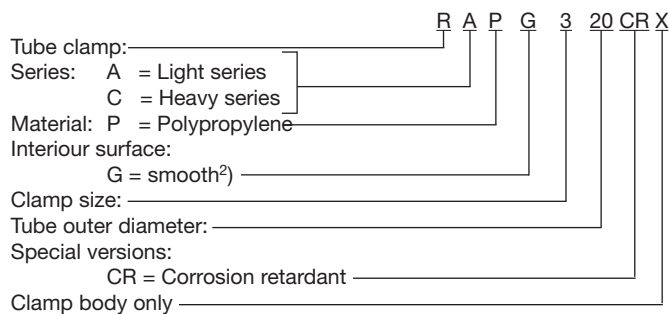 R A P G 3 20 CR X
Tube clamp:
Series: A = Light series
C = Heavy series
Material: P = Polypropylene
Interiour surface:
G = smooth²)
Clamp size:
Tube outer diameter:
Special versions:
CR = Corrosion retardant
Clamp body only